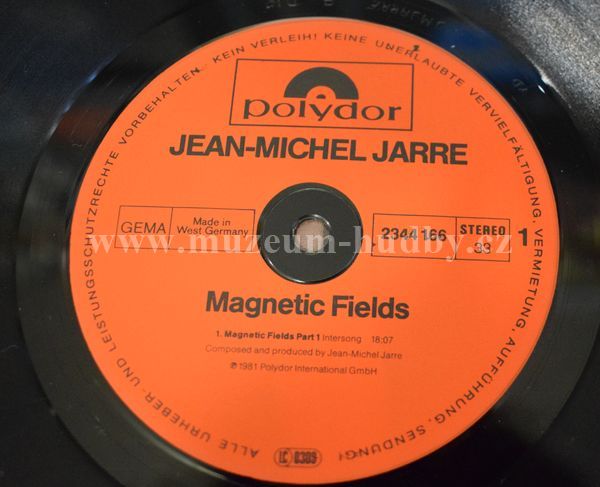 ALLE URHEBER- UND LEISTUNGSSCHUTZRECHTE VORBEHALTEN. KEIN VERLEIH! KEINE UNERLAUBTE VERVIELFÄLTIGUNG, VERMIETUNG, AUFFÜHRUNG, SENDUNG!
polydor
JEAN-MICHEL JARRE
GEMA
Made in
West Germany
2344 166
STEREO
33
1
www.muzeum-hudby.cz
Magnetic Fields
1. Magnetic Fields Part 1 Intersong 18:07
Composed and produced by Jean-Michel Jarre
℗ 1981 Polydor International GmbH
LC 0309